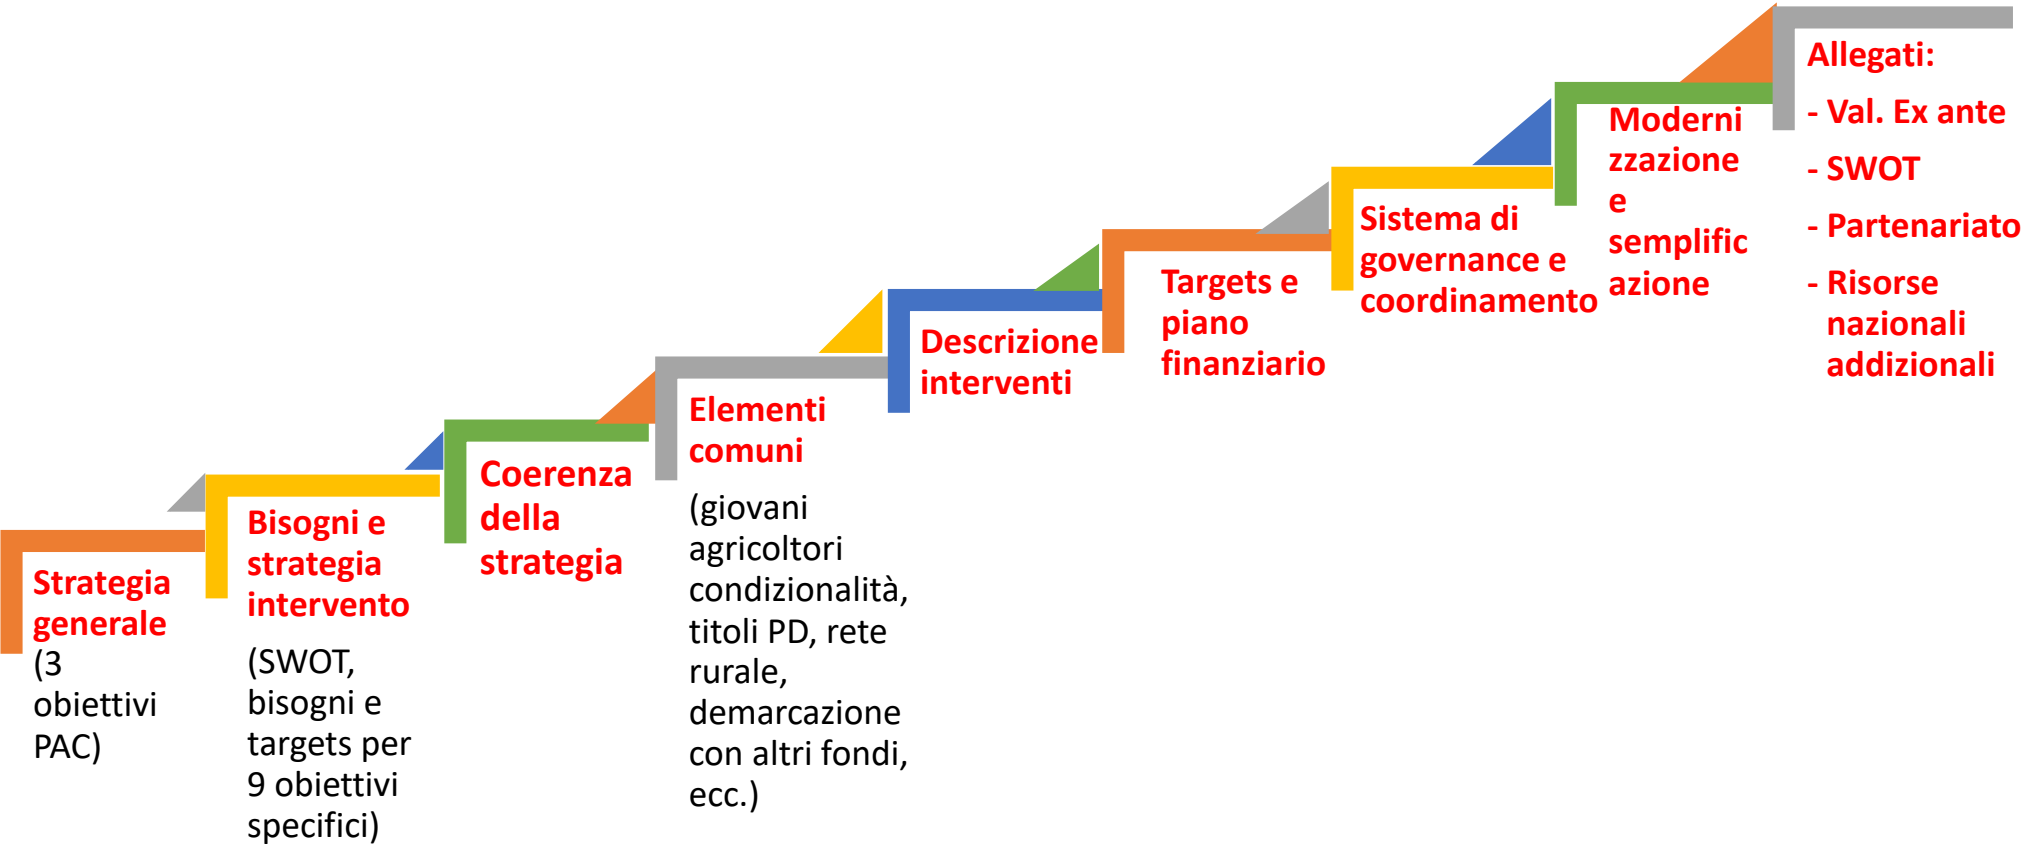 Strategia
generale
(3
obiettivi
PAC)
Bisogni e
strategia
intervento
(SWOT,
bisogni e
targets per
9 obiettivi
specifici)
Coerenza
della
strategia
Elementi
comuni
(giovani
agricoltori
condizionalità,
titoli PD, rete
rurale,
demarcazione
con altri fondi,
ecc.)
Descrizione
interventi
Targets e
piano
finanziario
Sistema di
governance e
coordinamento
Moderni
zzazione
e
semplific
azione
Allegati:
- Val. Ex ante
- SWOT
- Partenariato
- Risorse
nazionali
addizionali